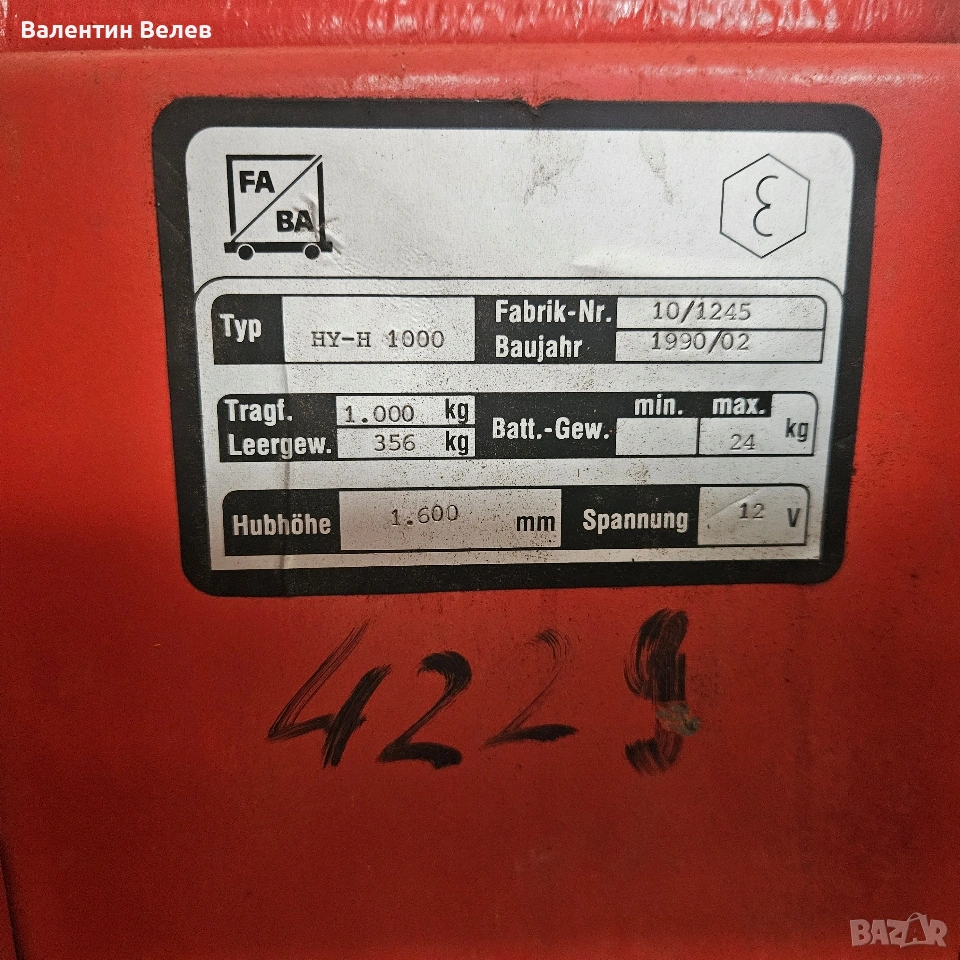 Валентин Велев
FA
BA
Typ HY-H 1000
Fabrik-Nr. 10/1245
Baujahr 1990/02
Tragf. 1.000 kg
Leergew. 356 kg
Batt.-Gew. min. max. 24 kg
Hubhöhe 1.600 mm Spannung 12 V
4229
BAZAR